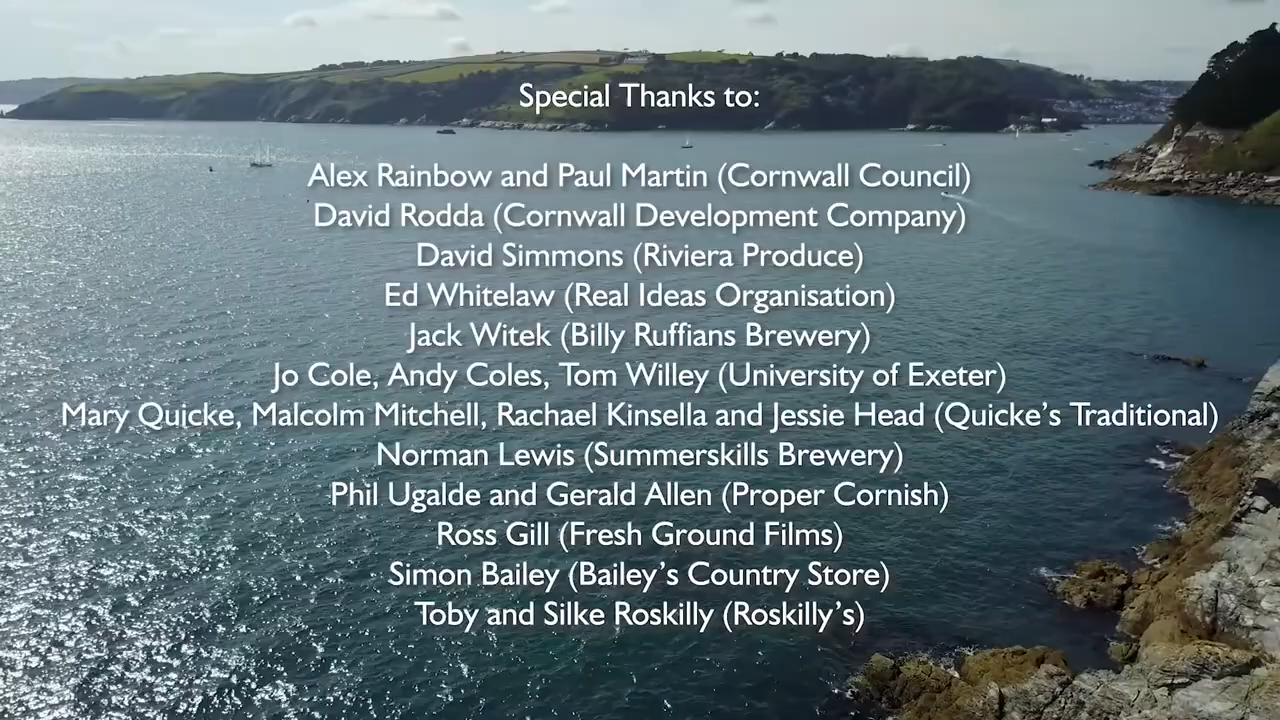 Special Thanks to:
Alex Rainbow and Paul Martin (Cornwall Council)
David Rodda (Cornwall Development Company)
David Simmons (Riviera Produce)
Ed Whitelaw (Real Ideas Organisation)
Jack Witek (Billy Ruffians Brewery)
Jo Cole, Andy Coles, Tom Willey (University of Exeter)
Mary Quicke, Malcolm Mitchell, Rachael Kinsella and Jessie Head (Quicke's Traditional)
Norman Lewis (Summerskills Brewery)
Phil Ugalde and Gerald Allen (Proper Cornish)
Ross Gill (Fresh Ground Films)
Simon Bailey (Bailey's Country Store)
Toby and Silke Roskilly (Roskilly's)